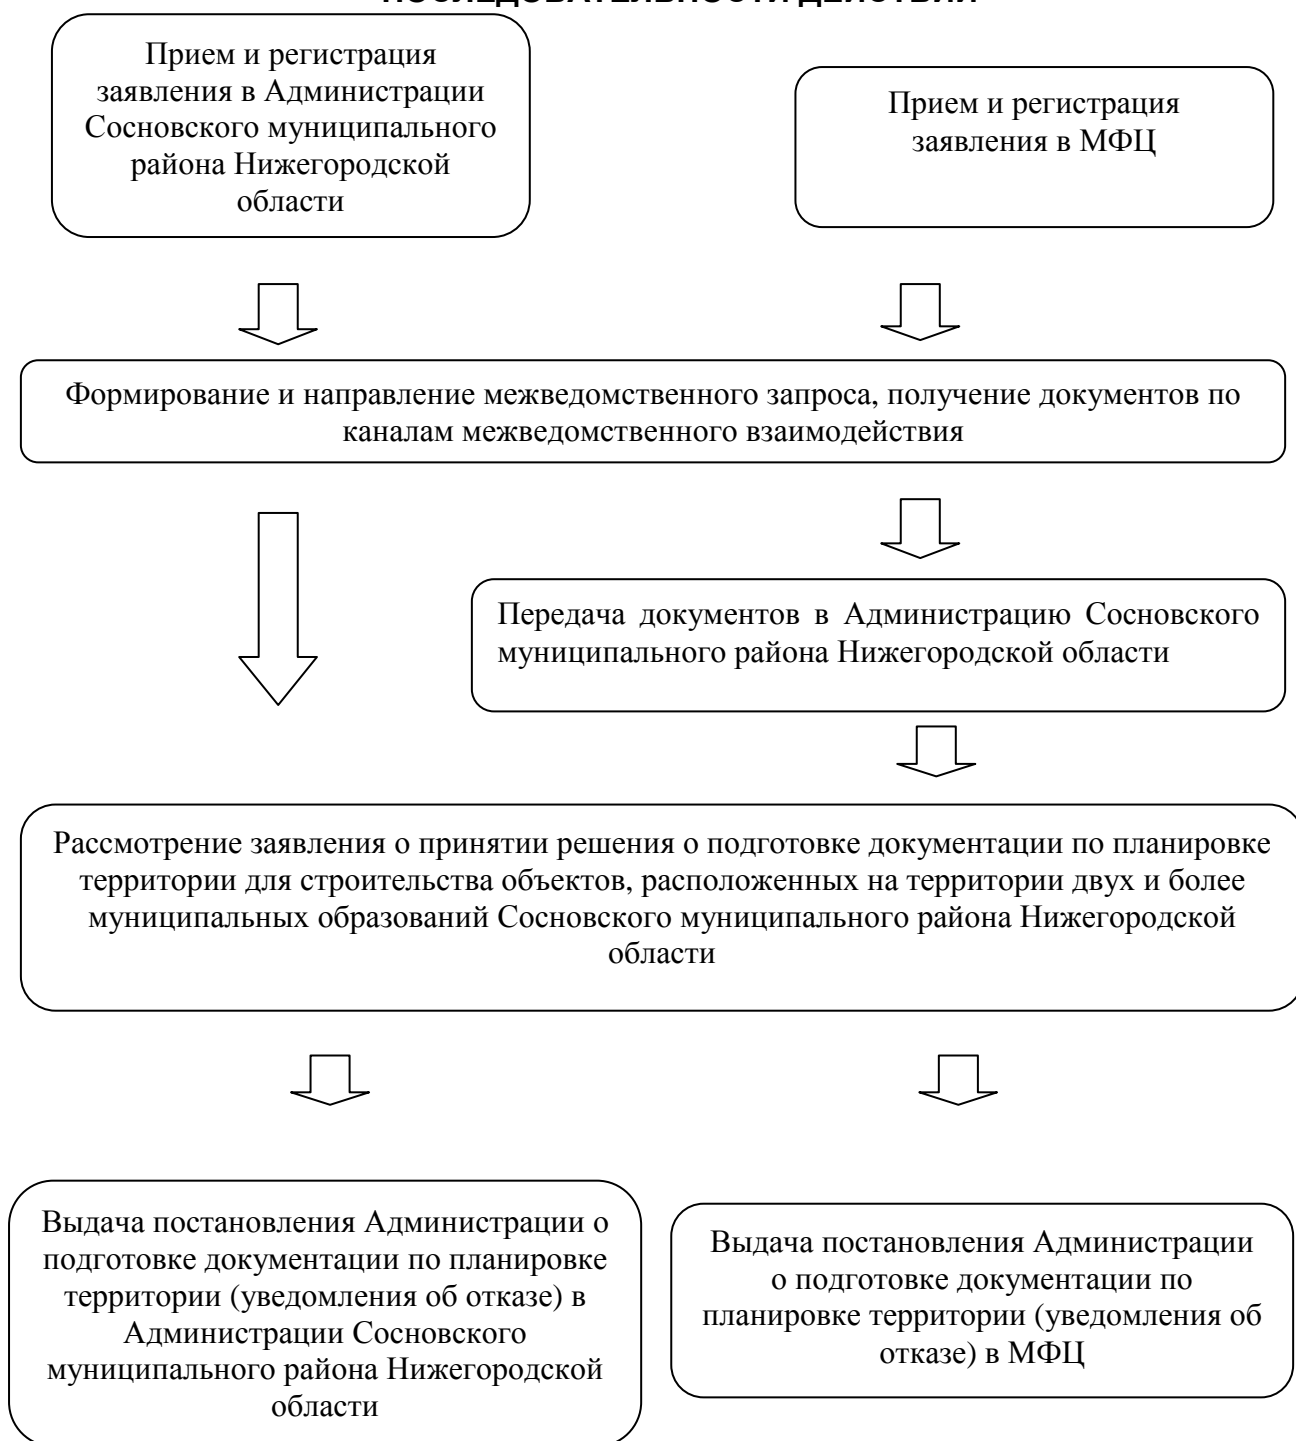 ПОСЛЕДОВАТЕЛЬНОСТИ ДЕЙСТВИЙ
Прием и регистрация
заявления в Администрации
Сосновского муниципального
района Нижегородской
области
Прием и регистрация
заявления в МФЦ
Формирование и направление межведомственного запроса, получение документов по
каналам межведомственного взаимодействия
Передача документов в Администрацию Сосновского
муниципального района Нижегородской области
Рассмотрение заявления о принятии решения о подготовке документации по планировке
территории для строительства объектов, расположенных на территории двух и более
муниципальных образований Сосновского муниципального района Нижегородской
области
Выдача постановления Администрации о
подготовке документации по планировке
территории (уведомления об отказе) в
Администрации Сосновского
муниципального района Нижегородской
области
Выдача постановления Администрации
о подготовке документации по
планировке территории (уведомления об
отказе) в МФЦ